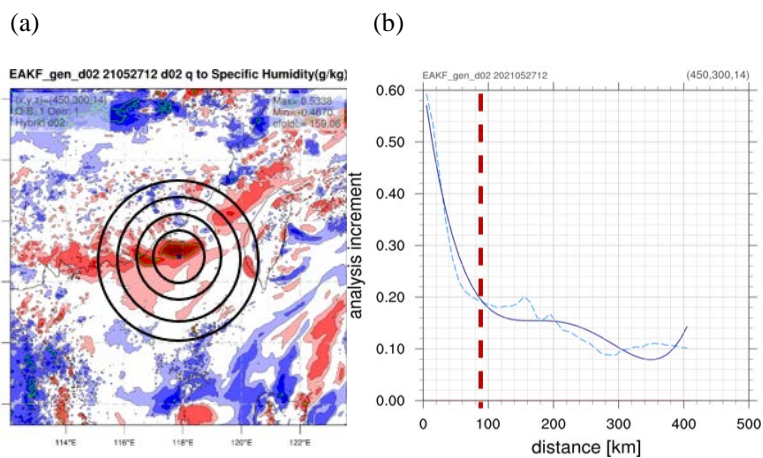 (a)
EAKF_gen_d02 21052712 d02 q to Specific Humidity(g/kg)
(x,y,z)=(450,300,14)
Max= 0.5338
O-B: 1 Oerr: 1
Min= -0.4870
Hybrid d02
efold: = 159.06
114°E 116°E 118°E 120°E 122°E
(b)
EAKF_gen_d02 2021052712
(450,300,14)
analysis increment
0.60
0.50
0.40
0.30
0.20
0.10
0.00
0 100 200 300 400 500
distance [km]